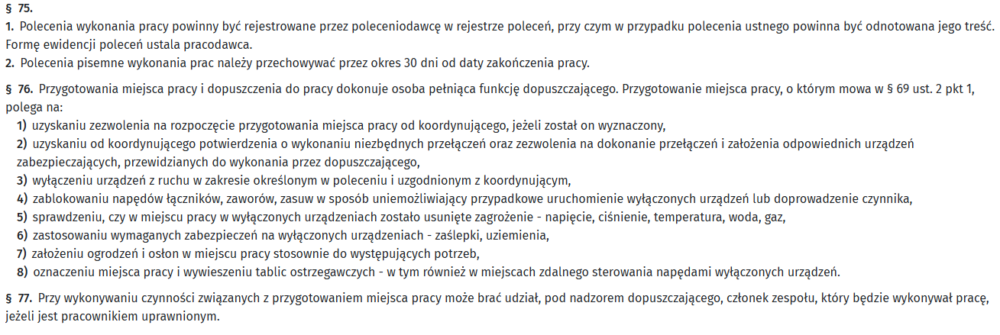 § 75.
1. Polecenia wykonania pracy powinny być rejestrowane przez poleceniodawcę w rejestrze poleceń, przy czym w przypadku polecenia ustnego powinna być odnotowana jego treść.
Formę ewidencji poleceń ustala pracodawca.
2. Polecenia pisemne wykonania prac należy przechowywać przez okres 30 dni od daty zakończenia pracy.
§ 76. Przygotowania miejsca pracy i dopuszczenia do pracy dokonuje osoba pełniąca funkcję dopuszczającego. Przygotowanie miejsca pracy, o którym mowa w § 69 ust. 2 pkt 1,
polega na:
1) uzyskaniu zezwolenia na rozpoczęcie przygotowania miejsca pracy od koordynującego, jeżeli został on wyznaczony,
2) uzyskaniu od koordynującego potwierdzenia o wykonaniu niezbędnych przełączeń oraz zezwolenia na dokonanie przełączeń i założenia odpowiednich urządzeń
zabezpieczających, przewidzianych do wykonania przez dopuszczającego,
3) wyłączeniu urządzeń z ruchu w zakresie określonym w poleceniu i uzgodnionym z koordynującym,
4) zablokowaniu napędów łączników, zaworów, zasuw w sposób uniemożliwiający przypadkowe uruchomienie wyłączonych urządzeń lub doprowadzenie czynnika,
5) sprawdzeniu, czy w miejscu pracy w wyłączonych urządzeniach zostało usunięte zagrożenie - napięcie, ciśnienie, temperatura, woda, gaz,
6) zastosowaniu wymaganych zabezpieczeń na wyłączonych urządzeniach - zaślepki, uziemienia,
7) założeniu ogrodzeń i osłon w miejscu pracy stosownie do występujących potrzeb,
8) oznaczeniu miejsca pracy i wywieszeniu tablic ostrzegawczych - w tym również w miejscach zdalnego sterowania napędami wyłączonych urządzeń.
§ 77. Przy wykonywaniu czynności związanych z przygotowaniem miejsca pracy może brać udział, pod nadzorem dopuszczającego, członek zespołu, który będzie wykonywał pracę,
jeżeli jest pracownikiem uprawnionym.